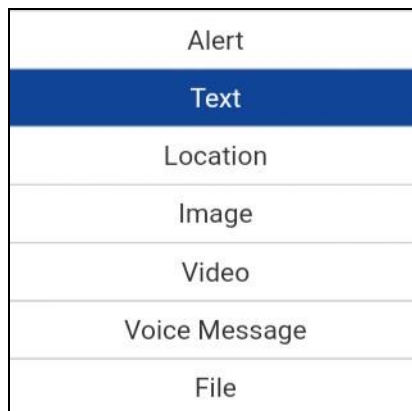 Alert
Text
Location
Image
Video
Voice Message
File